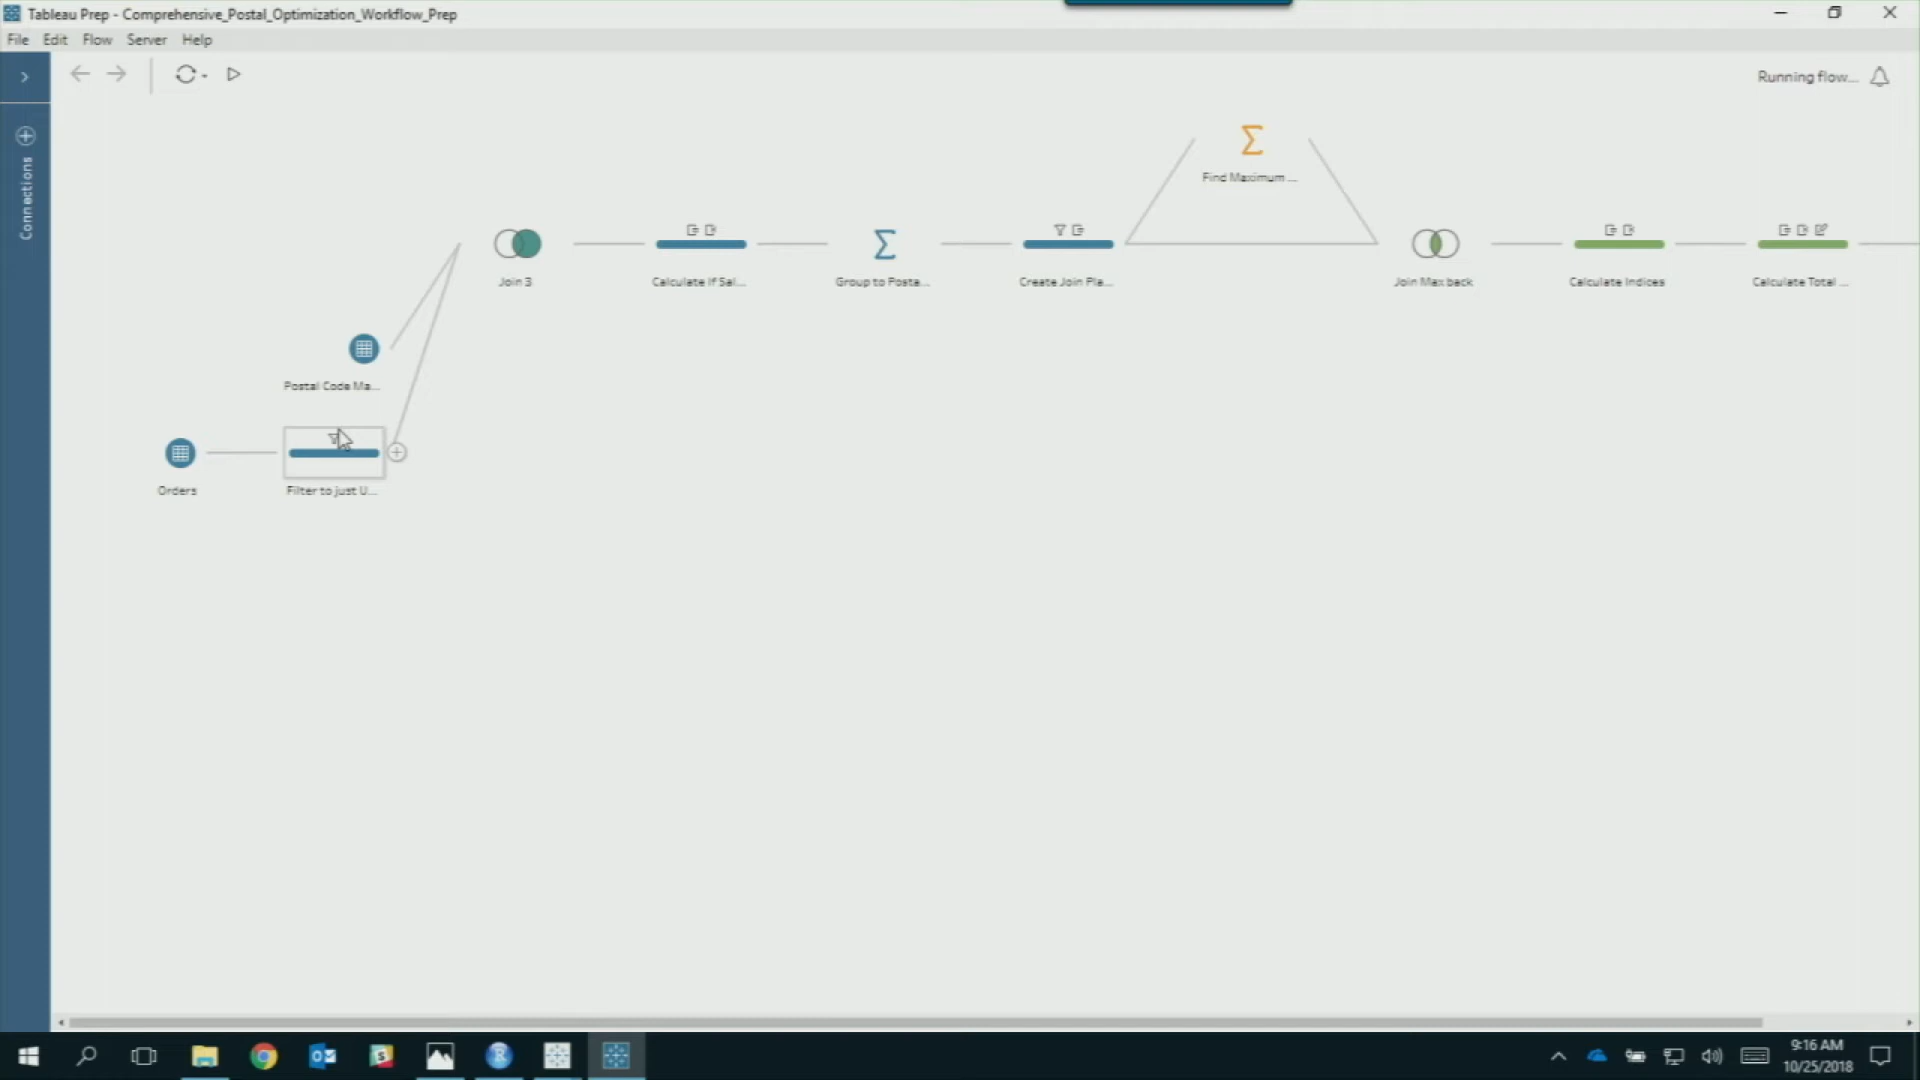 Tableau Prep - Comprehensive_Postal_Optimization_Workflow_Prep
File Edit Flow Server Help
Running flow...
Connections
Find Maximum ...
Join 3
Calculate If Sal...
Group to Posta...
Create Join Pla...
Join Max back
Calculate Indices
Calculate Total ...
Postal Code Ma...
Orders
Filter to just U...
9:16 AM
10/25/2018